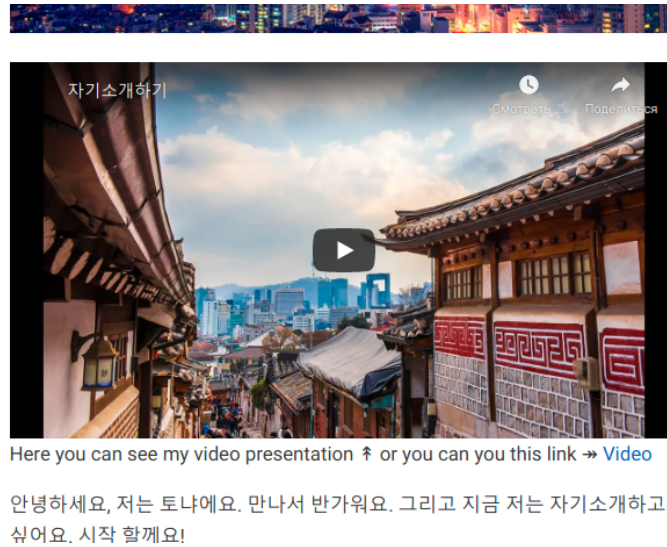 자기소개하기
Смотреть
Поделиться
Here you can see my video presentation ↟ or you can you this link ↠ Video
안녕하세요, 저는 토냐에요. 만나서 반가워요. 그리고 지금 저는 자기소개하고
싶어요. 시작 할께요!